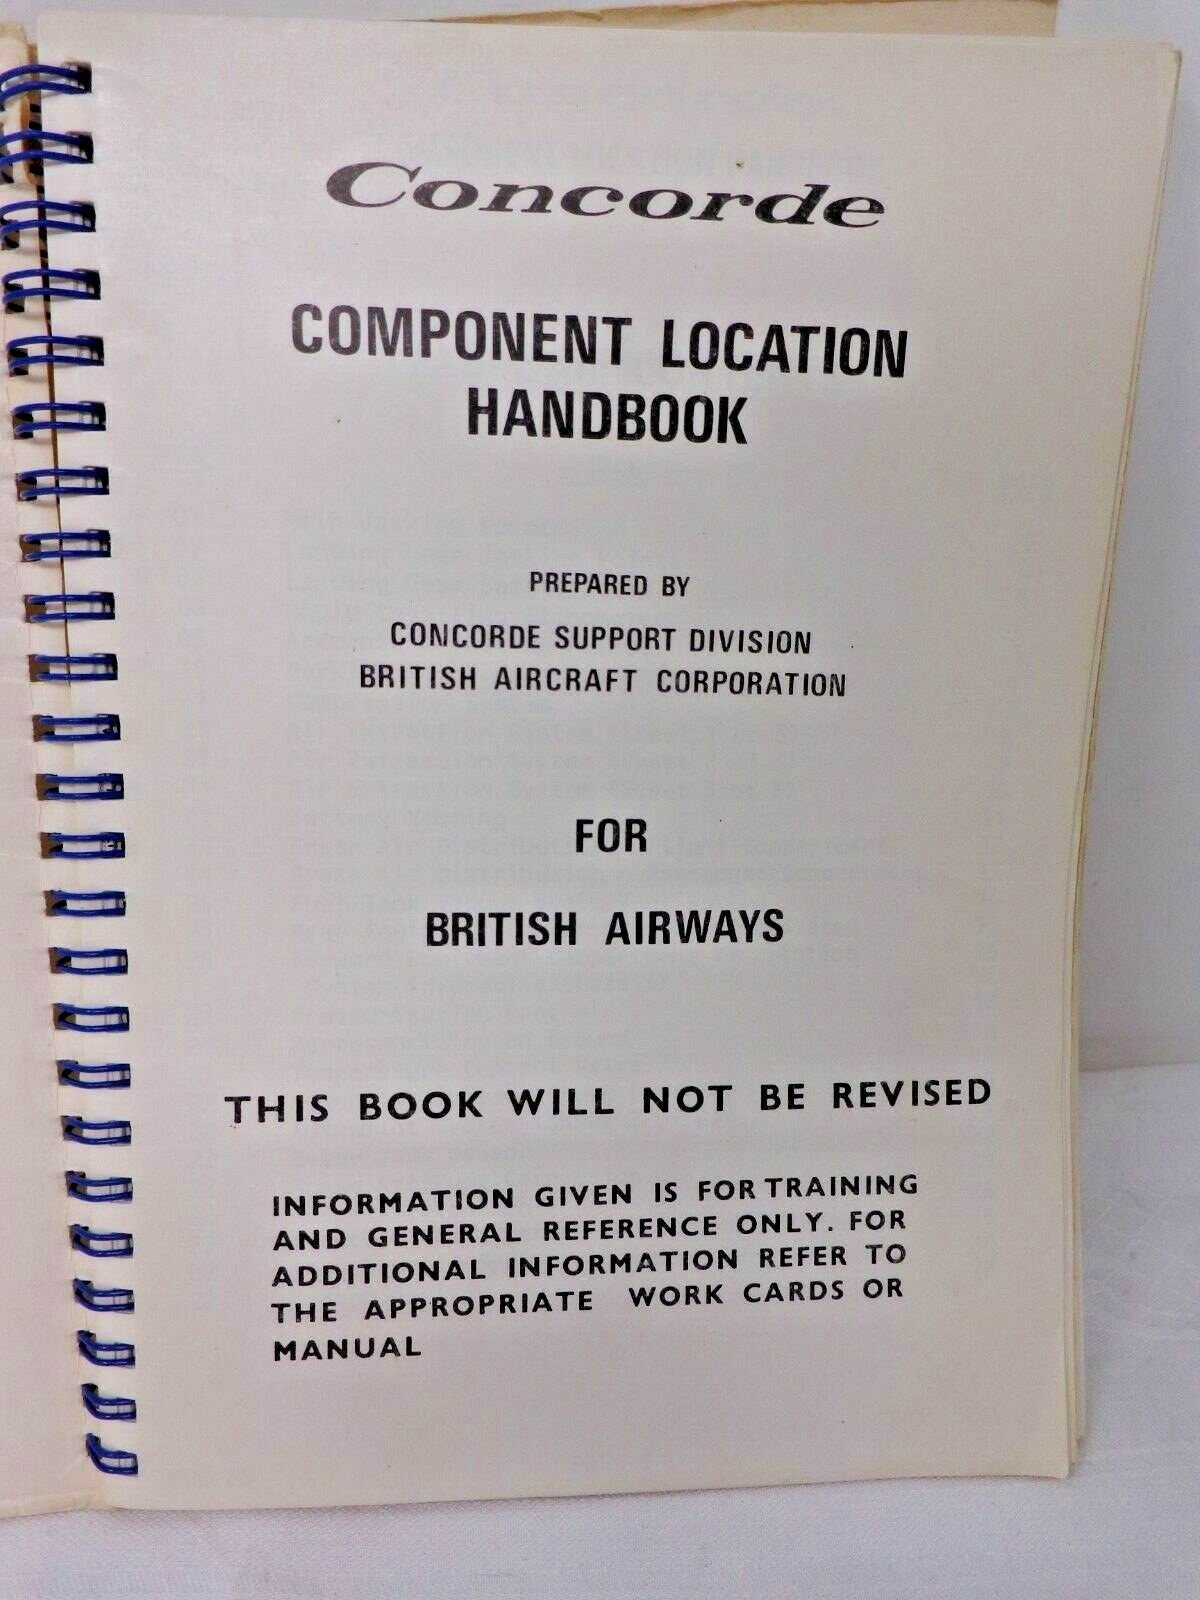 Concorde
COMPONENT LOCATION
HANDBOOK
PREPARED BY
CONCORDE SUPPORT DIVISION
BRITISH AIRCRAFT CORPORATION
FOR
BRITISH AIRWAYS
THIS BOOK WILL NOT BE REVISED
INFORMATION GIVEN IS FOR TRAINING
AND GENERAL REFERENCE ONLY. FOR
ADDITIONAL INFORMATION REFER TO
THE APPROPRIATE WORK CARDS OR
MANUAL